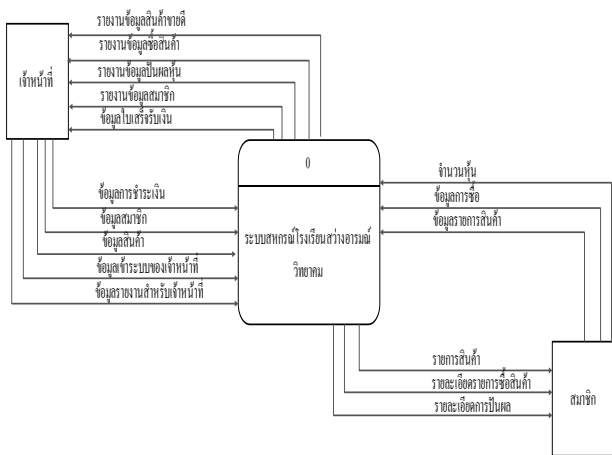 รายงานข้อมูลสินค้าขายดี
รายงานข้อมูลซื้อสินค้า
รายงานข้อมูลปันผลหุ้น
รายงานข้อมูลสมาชิก
ข้อมูลใบเสร็จรับเงิน
เจ้าหน้าที่
0
ระบบสหกรณ์โรงเรียนสว่างอารมณ์
วิทยาคม
จำนวนหุ้น
ข้อมูลการซื้อ
ข้อมูลรายการสินค้า
ข้อมูลการชำระเงิน
ข้อมูลสมาชิก
ข้อมูลสินค้า
ข้อมูลเข้าระบบของเจ้าหน้าที่
ข้อมูลรายงานสำหรับเจ้าหน้าที่
รายการสินค้า
รายละเอียดรายการซื้อสินค้า
รายละเอียดการปันผล
สมาชิก